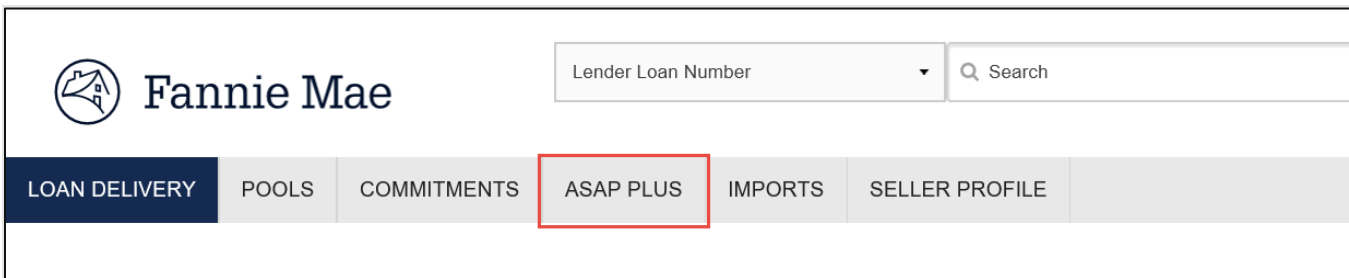 Fannie Mae
Lender Loan Number
Search
LOAN DELIVERY POOLS COMMITMENTS ASAP PLUS IMPORTS SELLER PROFILE